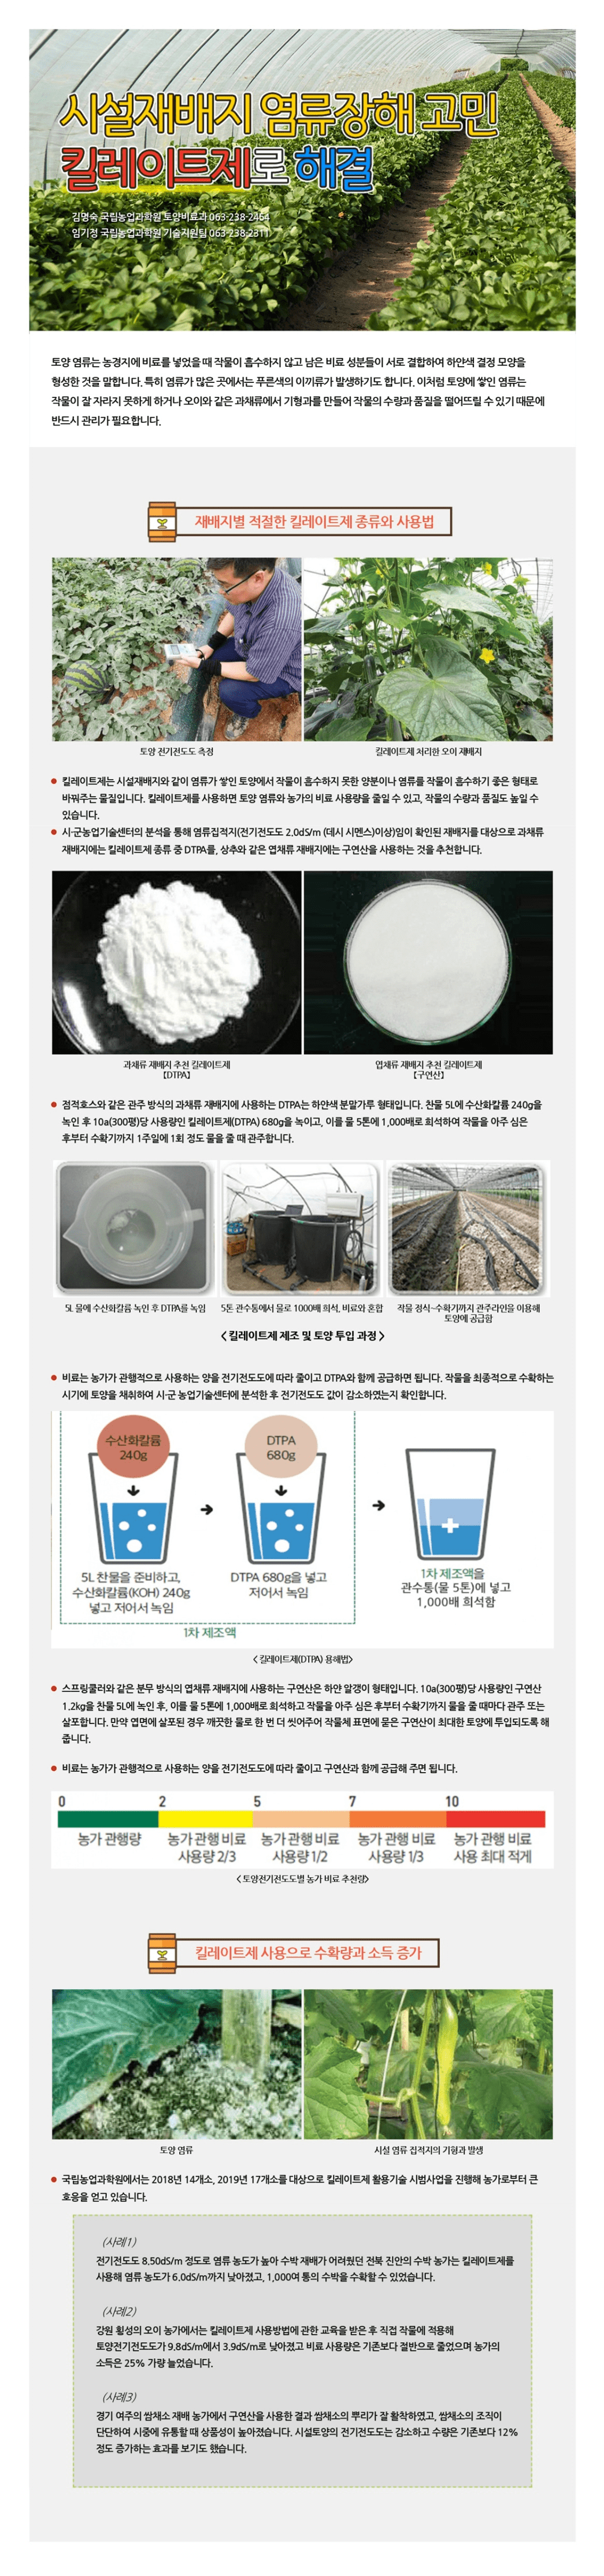 시설재배지 염류장해 고민
킬레이트제로 해결
김명숙 국립농업과학원 토양비료과 063-238-2454
임기정 국립농업과학원 기술지원팀 063-238-2311
토양 염류는 농경지에 비료를 넣었을 때 작물이 흡수하지 않고 남은 비료 성분들이 서로 결합하여 하얀색 결정 모양을
형성한 것을 말합니다. 특히 염류가 많은 곳에서는 푸른색의 이끼류가 발생하기도 합니다. 이처럼 토양에 쌓인 염류는
작물이 잘 자라지 못하게 하거나 오이와 같은 과채류에서 기형과를 만들어 작물의 수량과 품질을 떨어뜨릴 수 있기 때문에
반드시 관리가 필요합니다.
재배지별 적절한 킬레이트제 종류와 사용법
토양 전기전도도 측정
킬레이트제 처리한 오이 재배지
● 킬레이트제는 시설재배지와 같이 염류가 쌓인 토양에서 작물이 흡수하지 못한 양분이나 염류를 작물이 흡수하기 좋은 형태로
바꿔주는 물질입니다. 킬레이트제를 사용하면 토양 염류와 농가의 비료 사용량을 줄일 수 있고, 작물의 수량과 품질도 높일 수
있습니다.
● 시·군농업기술센터의 분석을 통해 염류집적지(전기전도도 2.0dS/m (데시 시멘스)이상)임이 확인된 재배지를 대상으로 과채류
재배지에는 킬레이트제 종류 중 DTPA를, 상추와 같은 엽채류 재배지에는 구연산을 사용하는 것을 추천합니다.
과채류 재배지 추천 킬레이트제
【DTPA】
엽채류 재배지 추천 킬레이트제
【구연산】
● 점적호스와 같은 관주 방식의 과채류 재배지에 사용하는 DTPA는 하얀색 분말가루 형태입니다. 찬물 5L에 수산화칼륨 240g을
녹인 후 10a(300평)당 사용량인 킬레이트제(DTPA) 680g을 녹이고, 이를 물 5톤에 1,000배로 희석하여 작물을 아주 심은
후부터 수확기까지 1주일에 1회 정도 물을 줄 때 관주합니다.
5L 물에 수산화칼륨 녹인 후 DTPA를 녹임
5톤 관수통에서 물로 1000배 희석, 비료와 혼합
작물 정식~수확기까지 관주라인을 이용해
토양에 공급함
< 킬레이트제 제조 및 토양 투입 과정 >
● 비료는 농가가 관행적으로 사용하는 양을 전기전도도에 따라 줄이고 DTPA와 함께 공급하면 됩니다. 작물을 최종적으로 수확하는
시기에 토양을 채취하여 시·군 농업기술센터에 분석한 후 전기전도도 값이 감소하였는지 확인합니다.
수산화칼륨
240g
DTPA
680g
5L 찬물을 준비하고,
수산화칼륨(KOH) 240g
넣고 저어서 녹임
DTPA 680g을 넣고
저어서 녹임
1차 제조액을
관수통(물 5톤)에 넣고
1,000배 희석함
1차 제조액
< 킬레이트제(DTPA) 용해법>
● 스프링쿨러와 같은 분무 방식의 엽채류 재배지에 사용하는 구연산은 하얀 알갱이 형태입니다. 10a(300평)당 사용량인 구연산
1.2kg을 찬물 5L에 녹인 후, 이를 물 5톤에 1,000배로 희석하고 작물을 아주 심은 후부터 수확기까지 물을 줄 때마다 관주 또는
살포합니다. 만약 엽면에 살포된 경우 깨끗한 물로 한 번 더 씻어주어 작물체 표면에 묻은 구연산이 최대한 토양에 투입되도록 해
줍니다.
● 비료는 농가가 관행적으로 사용하는 양을 전기전도도에 따라 줄이고 구연산과 함께 공급해 주면 됩니다.
0 2 5 7 10
농가 관행량 농가 관행 비료 농가 관행 비료 농가 관행 비료 농가 관행 비료
사용량 2/3 사용량 1/2 사용량 1/3 사용 최대 적게
< 토양전기전도도별 농가 비료 추천량>
킬레이트제 사용으로 수확량과 소득 증가
토양 염류
시설 염류 집적지의 기형과 발생
● 국립농업과학원에서는 2018년 14개소, 2019년 17개소를 대상으로 킬레이트제 활용기술 시범사업을 진행해 농가로부터 큰
호응을 얻고 있습니다.
(사례1)
전기전도도 8.50dS/m 정도로 염류 농도가 높아 수박 재배가 어려웠던 전북 진안의 수박 농가는 킬레이트제를
사용해 염류 농도가 6.0dS/m까지 낮아졌고, 1,000여 통의 수박을 수확할 수 있었습니다.
(사례2)
강원 횡성의 오이 농가에서는 킬레이트제 사용방법에 관한 교육을 받은 후 직접 작물에 적용해
토양전기전도도가 9.8dS/m에서 3.9dS/m로 낮아졌고 비료 사용량은 기존보다 절반으로 줄었으며 농가의
소득은 25% 가량 늘었습니다.
(사례3)
경기 여주의 쌈채소 재배 농가에서 구연산을 사용한 결과 쌈채소의 뿌리가 잘 활착하였고, 쌈채소의 조직이
단단하여 시중에 유통할 때 상품성이 높아졌습니다. 시설토양의 전기전도도는 감소하고 수량은 기존보다 12%
정도 증가하는 효과를 보기도 했습니다.